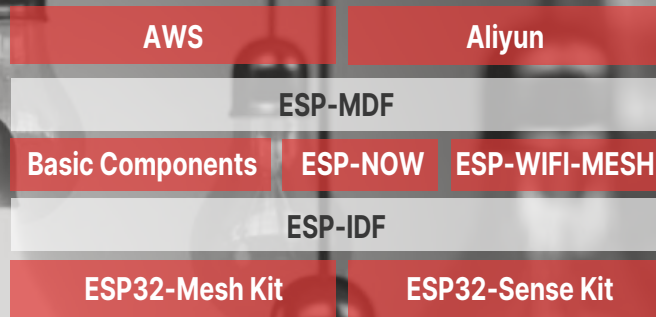 AWS Aliyun
ESP-MDF
Basic Components ESP-NOW ESP-WIFI-MESH
ESP-IDF
ESP32-Mesh Kit ESP32-Sense Kit